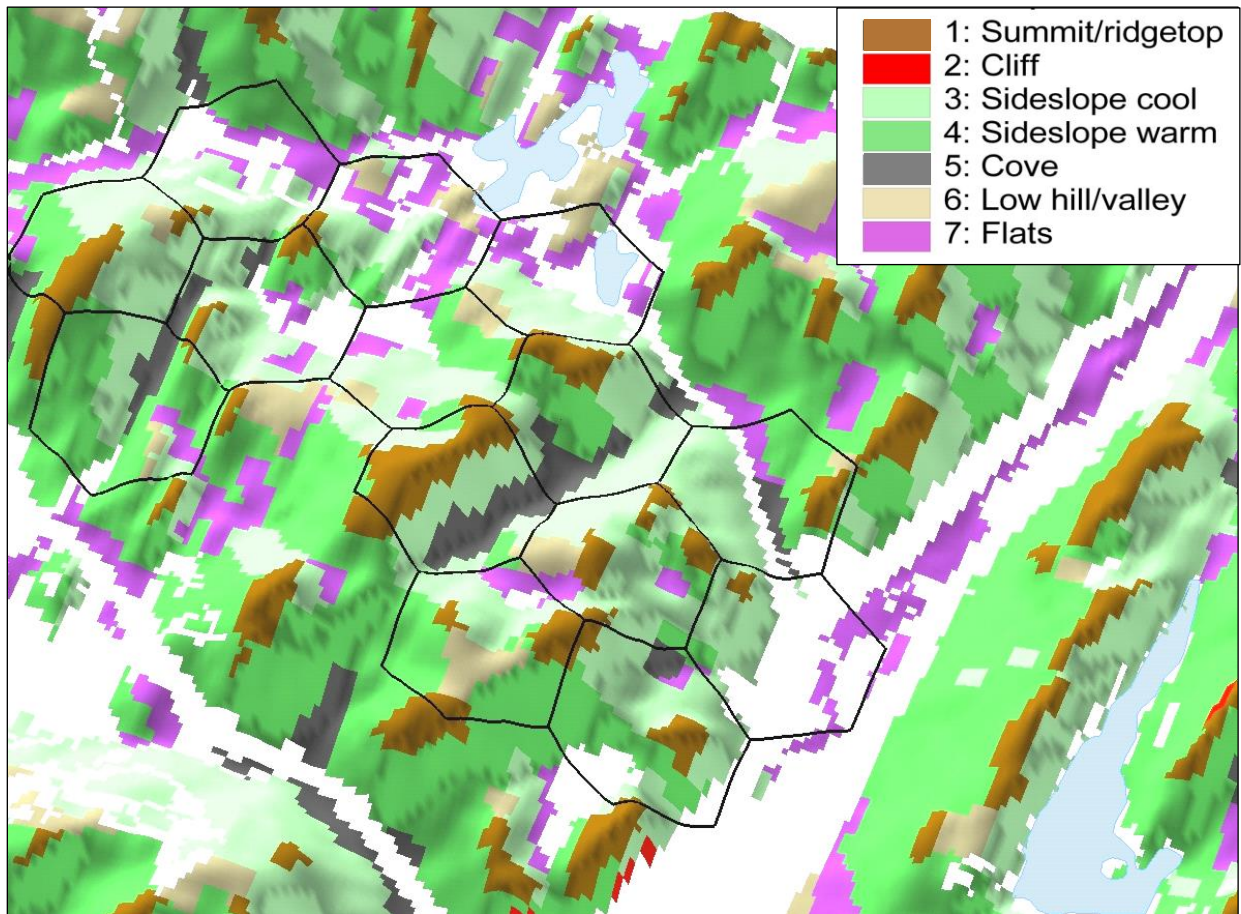 1: Summit/ridgetop
2: Cliff
3: Sideslope cool
4: Sideslope warm
5: Cove
6: Low hill/valley
7: Flats